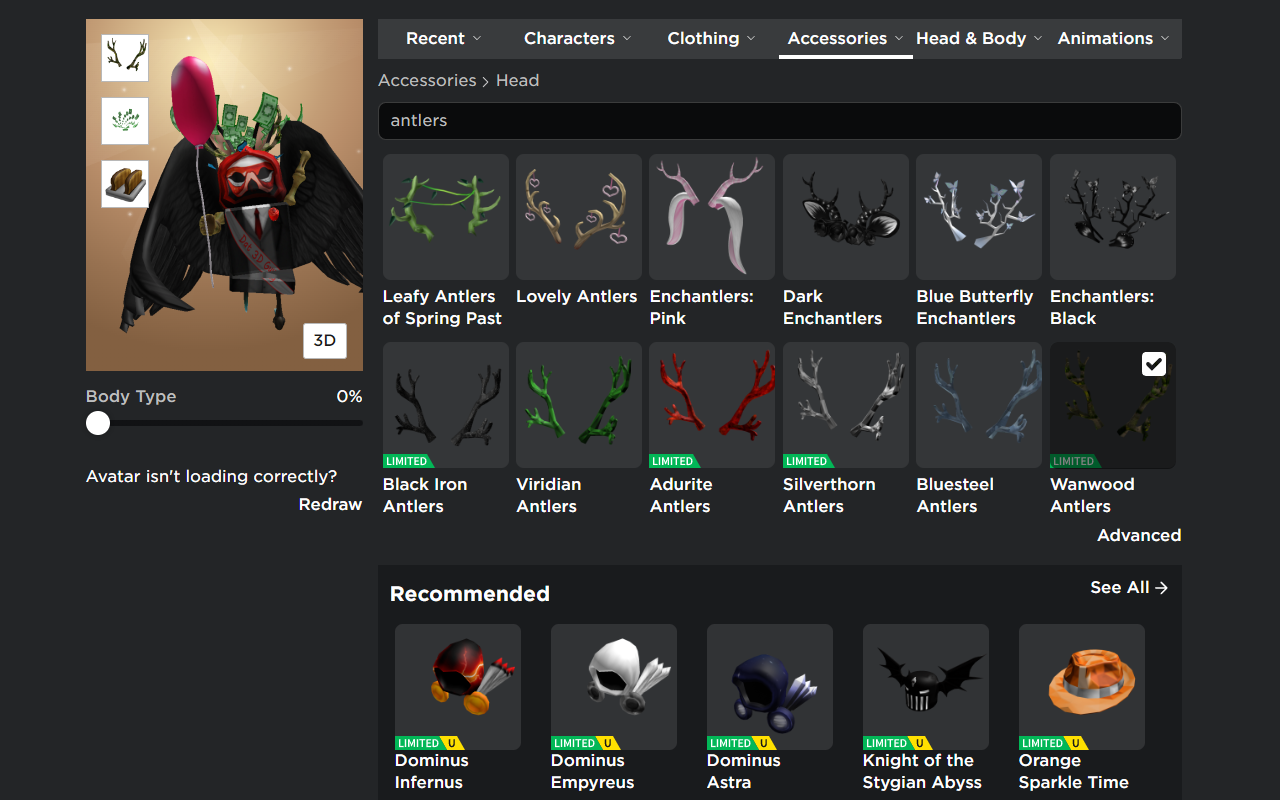 Recent
Characters
Clothing
Accessories
Head & Body
Animations
Accessories > Head
antlers
3D
Body Type 0%
Avatar isn't loading correctly?
Redraw
Leafy Antlers
of Spring Past
Lovely Antlers
Enchantlers:
Pink
Dark
Enchantlers
Blue Butterfly
Enchantlers
Enchantlers:
Black
LIMITED
Black Iron
Antlers
Viridian
Antlers
LIMITED
Adurite
Antlers
LIMITED
Silverthorn
Antlers
Bluesteel
Antlers
LIMITED
Wanwood
Antlers
Advanced
Recommended
See All
LIMITED U
Dominus
Infernus
LIMITED U
Dominus
Empyreus
LIMITED U
Dominus
Astra
LIMITED U
Knight of the
Stygian Abyss
LIMITED U
Orange
Sparkle Time